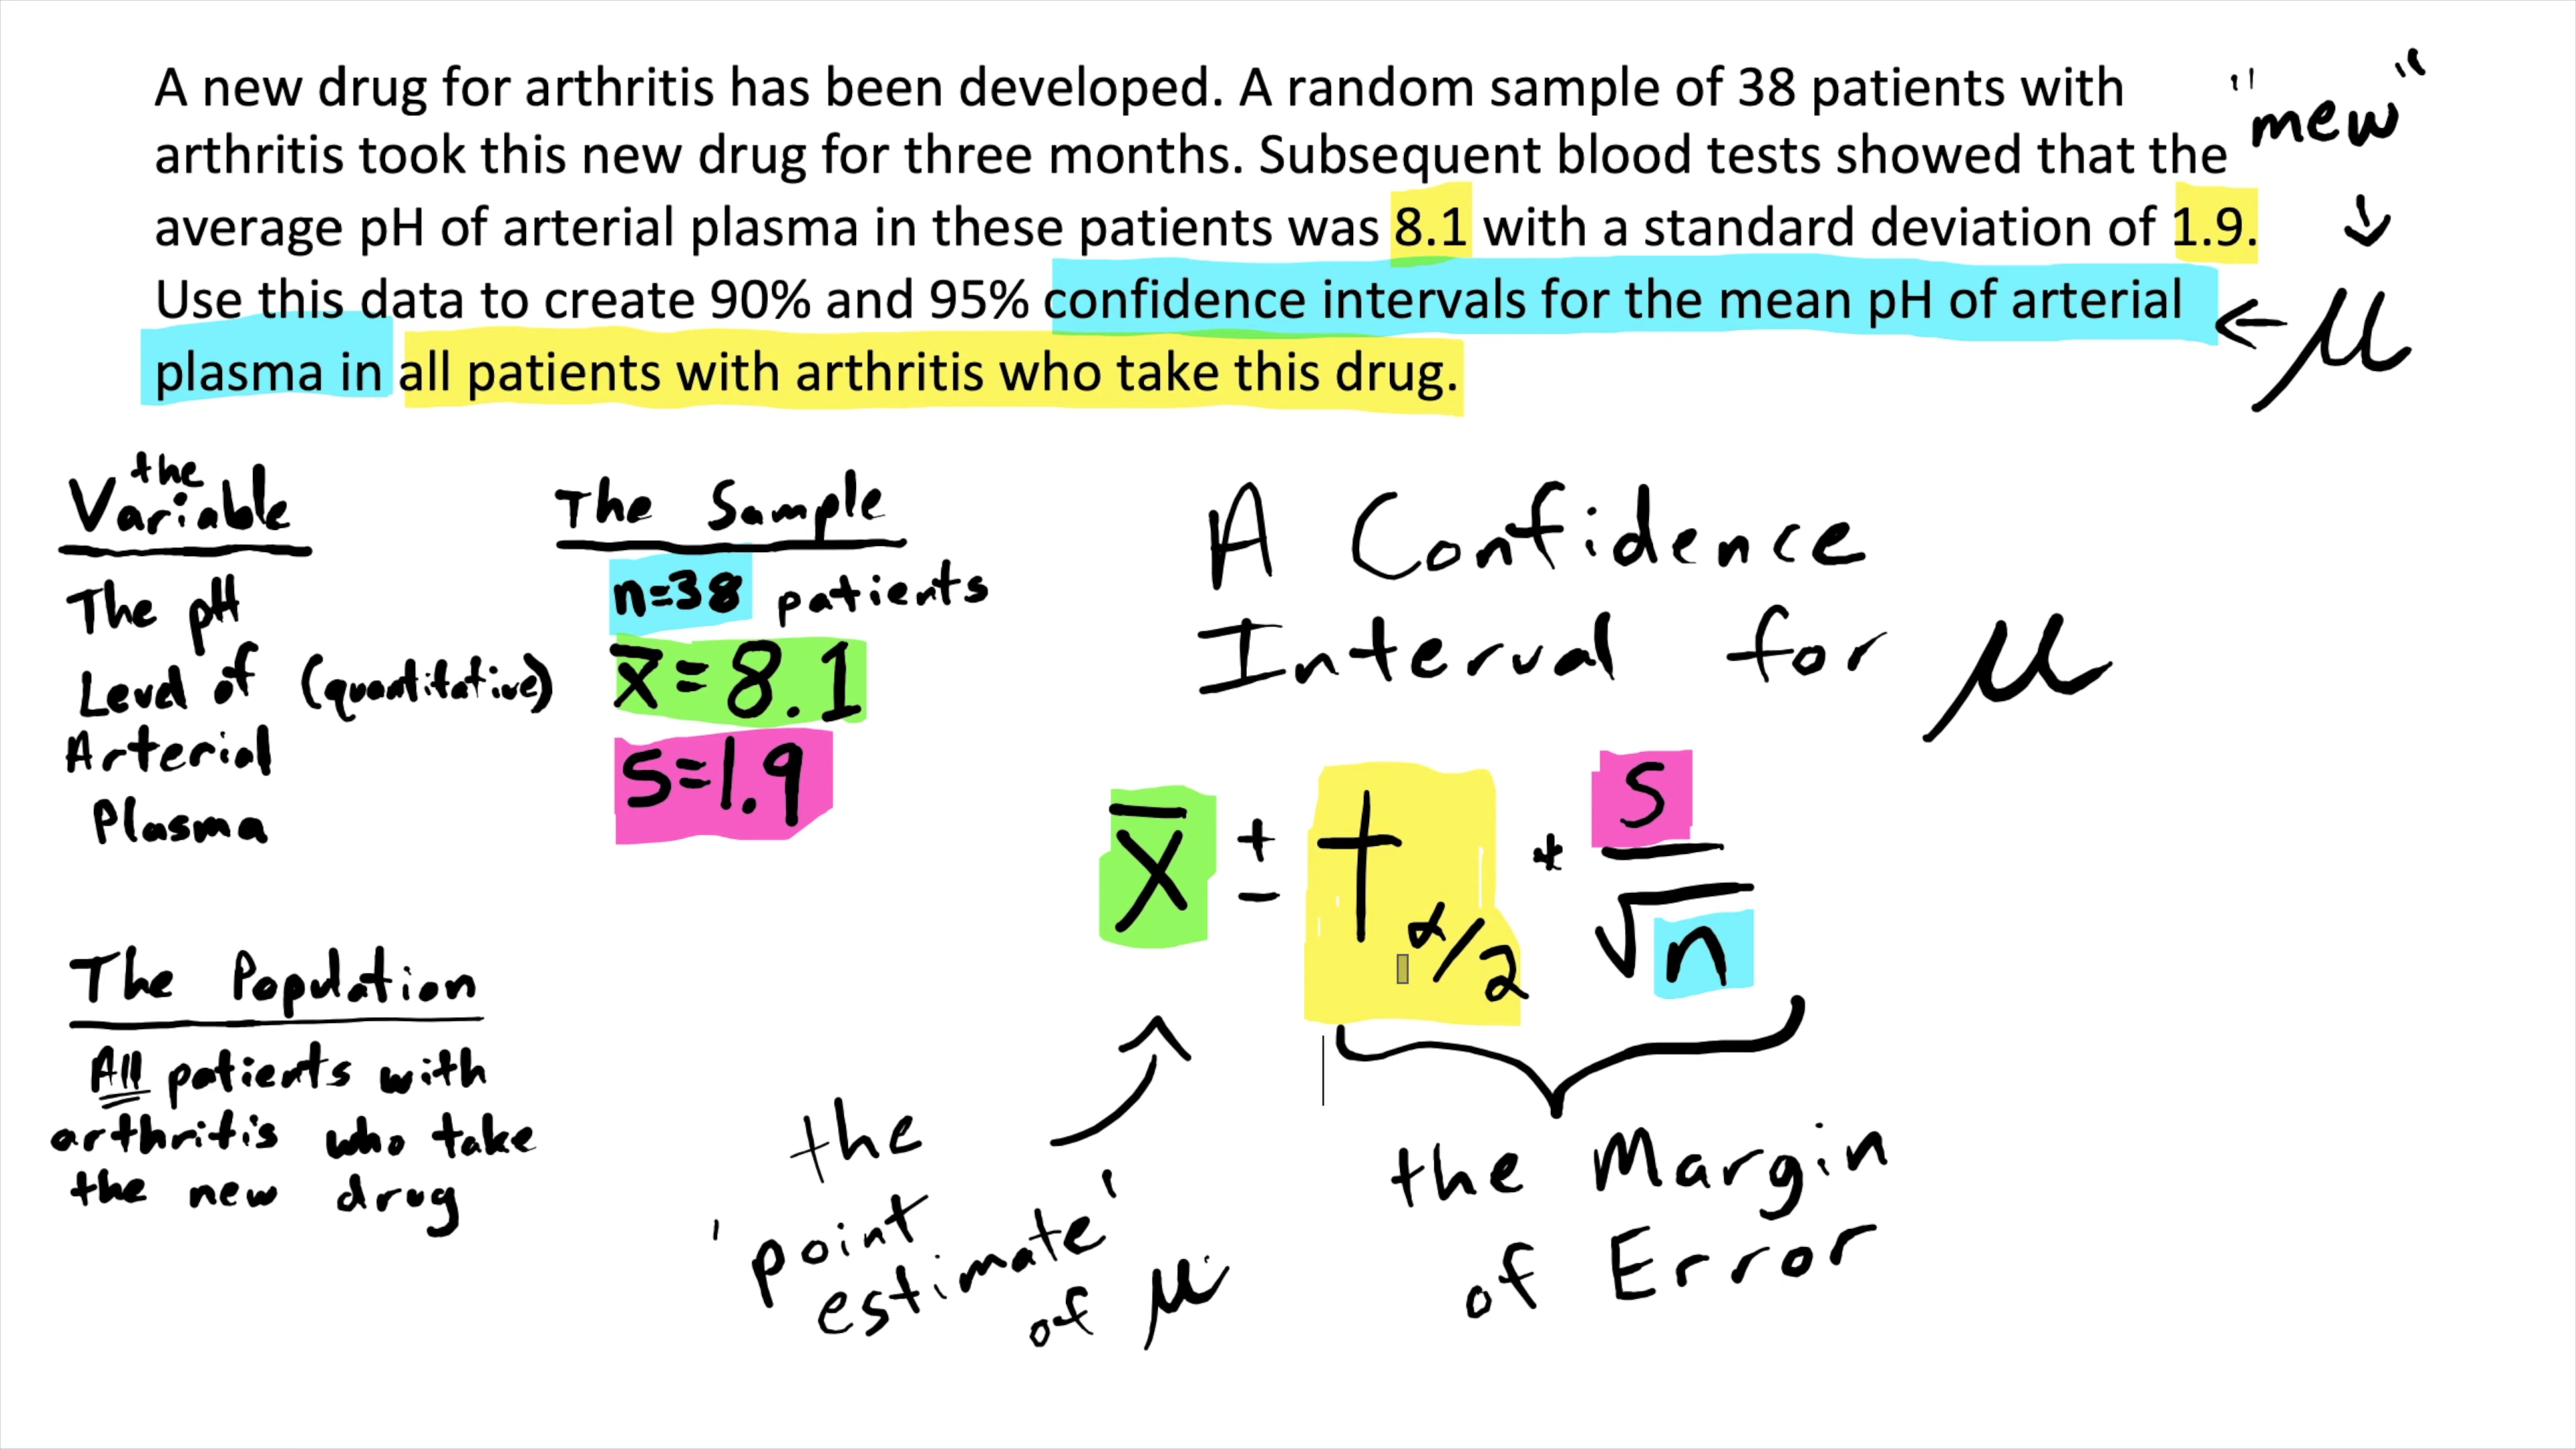 A new drug for arthritis has been developed. A random sample of 38 patients with
arthritis took this new drug for three months. Subsequent blood tests showed that the
average pH of arterial plasma in these patients was 8.1 with a standard deviation of 1.9.
Use this data to create 90% and 95% confidence intervals for the mean pH of arterial
plasma in all patients with arthritis who take this drug.
"mew"
↓
← μ
the
Variable
The pH
Level of (quantitative)
Arterial
Plasma
The Sample
n=38 patients
x̄=8.1
s=1.9
The Population
All patients with
arthritis who take
the new drug
A Confidence
Interval for μ
x̄ ± t α/2 * s/√n
the
'point
estimate'
of μ
the Margin
of Error